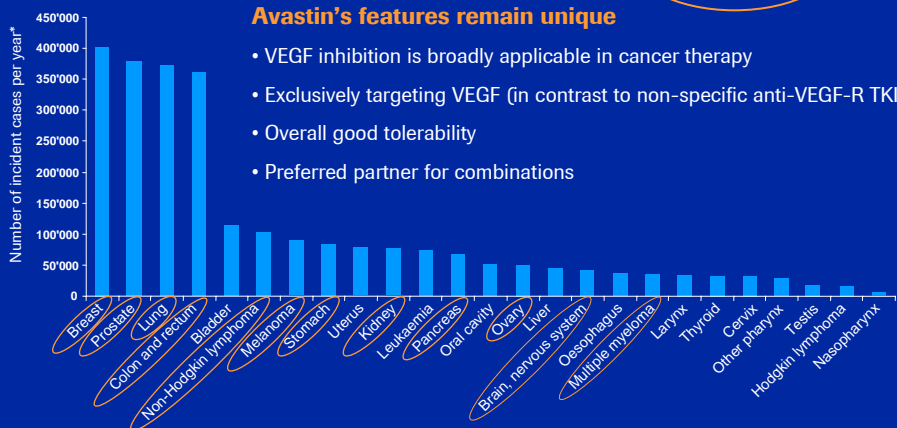 Avastin's features remain unique
• VEGF inhibition is broadly applicable in cancer therapy
• Exclusively targeting VEGF (in contrast to non-specific anti-VEGF-R TKI
• Overall good tolerability
• Preferred partner for combinations
Number of incident cases per year*
450'000
400'000
350'000
300'000
250'000
200'000
150'000
100'000
50'000
0
Breast
Prostate
Lung
Colon and rectum
Bladder
Non-Hodgkin lymphoma
Melanoma
Stomach
Uterus
Kidney
Leukaemia
Pancreas
Oral cavity
Ovary
Liver
Brain, nervous system
Oesophagus
Multiple myeloma
Larynx
Thyroid
Cervix
Other pharynx
Testis
Hodgkin lymphoma
Nasopharynx